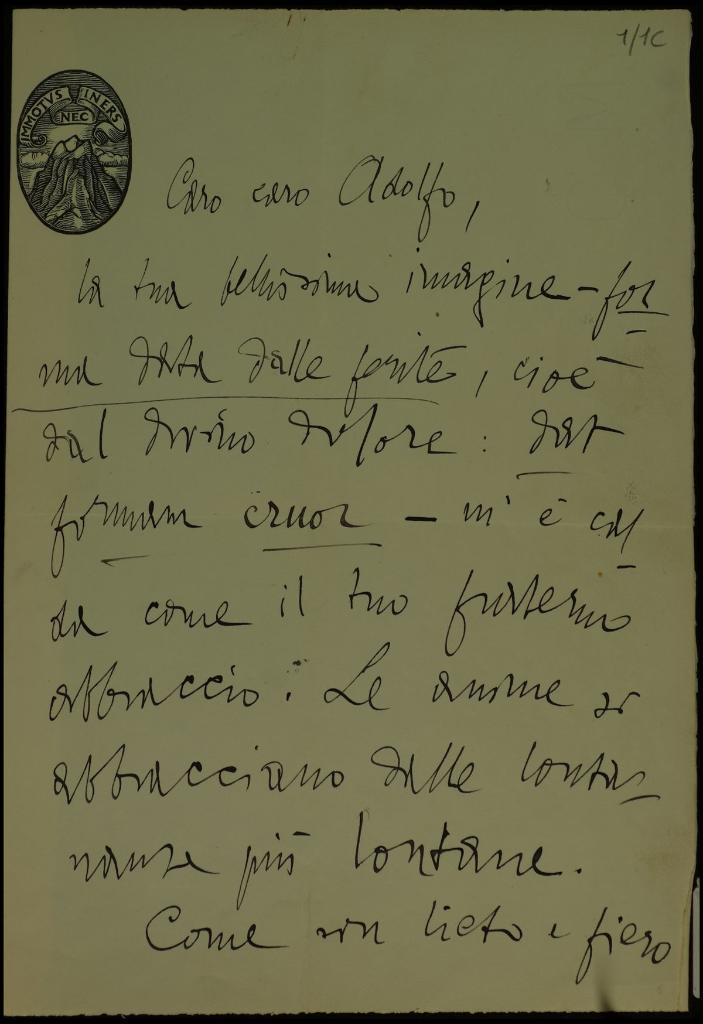 1/1C
IMMOTVS NEC INERS
Caro caro Adolfo,
la tua bellissima imagine – for
ma data dalle ferite, cioè
dal divino dolore: dat
formam cruor – m'è cal
da come il tuo fraterno
abbraccio. Le anime si
abbracciano dalle lonta-
nanze più lontane.
Come son lieto e fiero